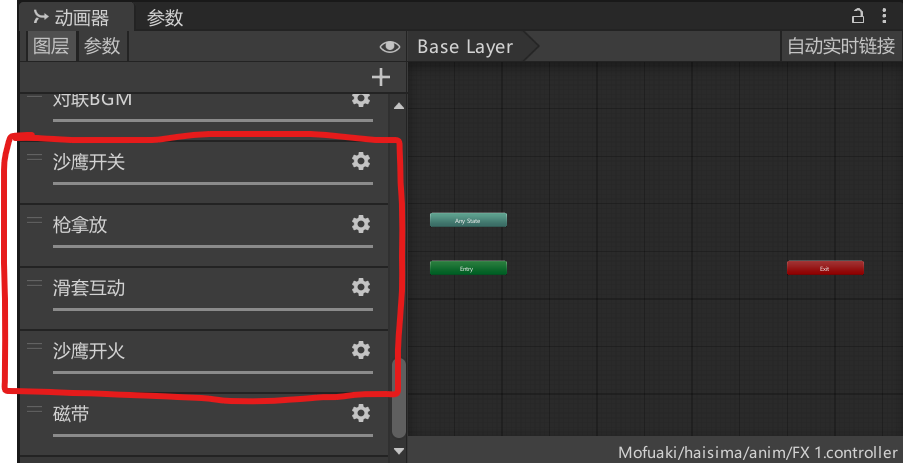 动画器 参数
图层 参数
Base Layer
自动实时链接
对联BGM
沙鹰开关
枪拿放
滑套互动
沙鹰开火
磁带
Any State
Entry
Exit
Mofuaki/haisima/anim/FX 1.controller